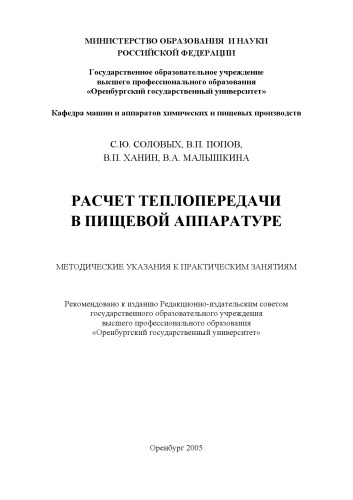 МИНИСТЕРСТВО ОБРАЗОВАНИЯ И НАУКИ
РОССИЙСКОЙ ФЕДЕРАЦИИ
Государственное образовательное учреждение
высшего профессионального образования
«Оренбургский государственный университет»
Кафедра машин и аппаратов химических и пищевых производств
С.Ю. СОЛОВЫХ, В.П. ПОПОВ,
В.П. ХАНИН, В.А. МАЛЫШКИНА
РАСЧЕТ ТЕПЛОПЕРЕДАЧИ
В ПИЩЕВОЙ АППАРАТУРЕ
МЕТОДИЧЕСКИЕ УКАЗАНИЯ К ПРАКТИЧЕСКИМ ЗАНЯТИЯМ
Рекомендовано к изданию Редакционно-издательским советом
государственного образовательного учреждения
высшего профессионального образования
«Оренбургский государственный университет»
Оренбург 2005